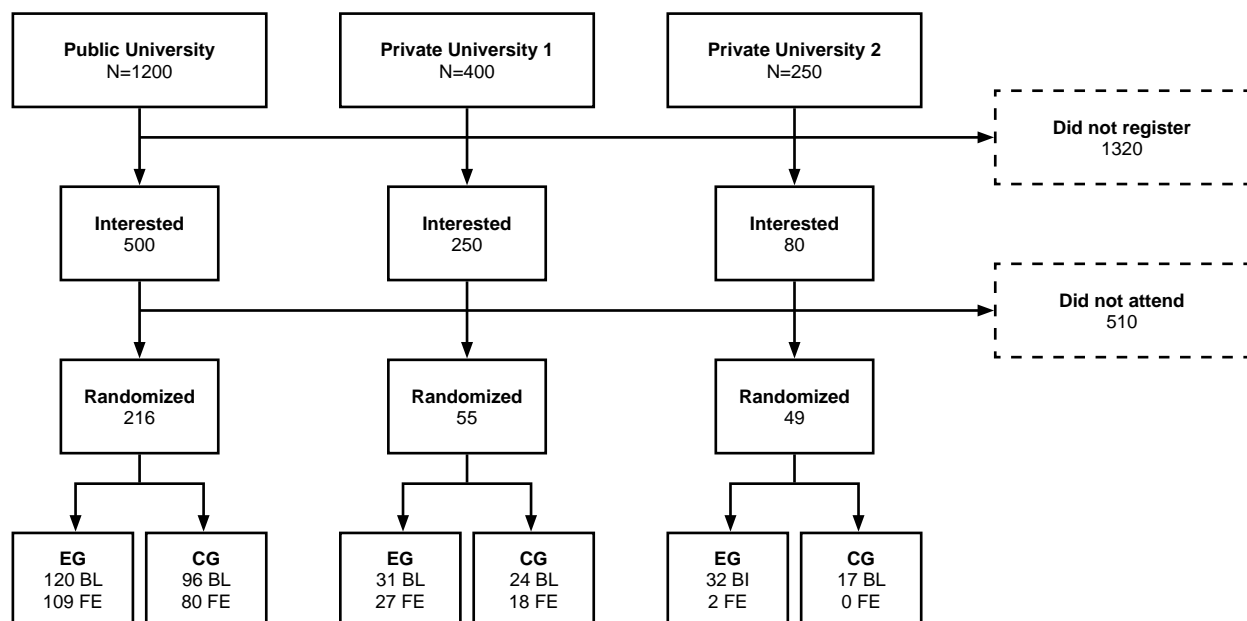 Public University
N=1200
Private University 1
N=400
Private University 2
N=250
Did not register
1320
Interested
500
Interested
250
Interested
80
Did not attend
510
Randomized
216
Randomized
55
Randomized
49
EG
120 BL
109 FE
CG
96 BL
80 FE
EG
31 BL
27 FE
CG
24 BL
18 FE
EG
32 BI
2 FE
CG
17 BL
0 FE